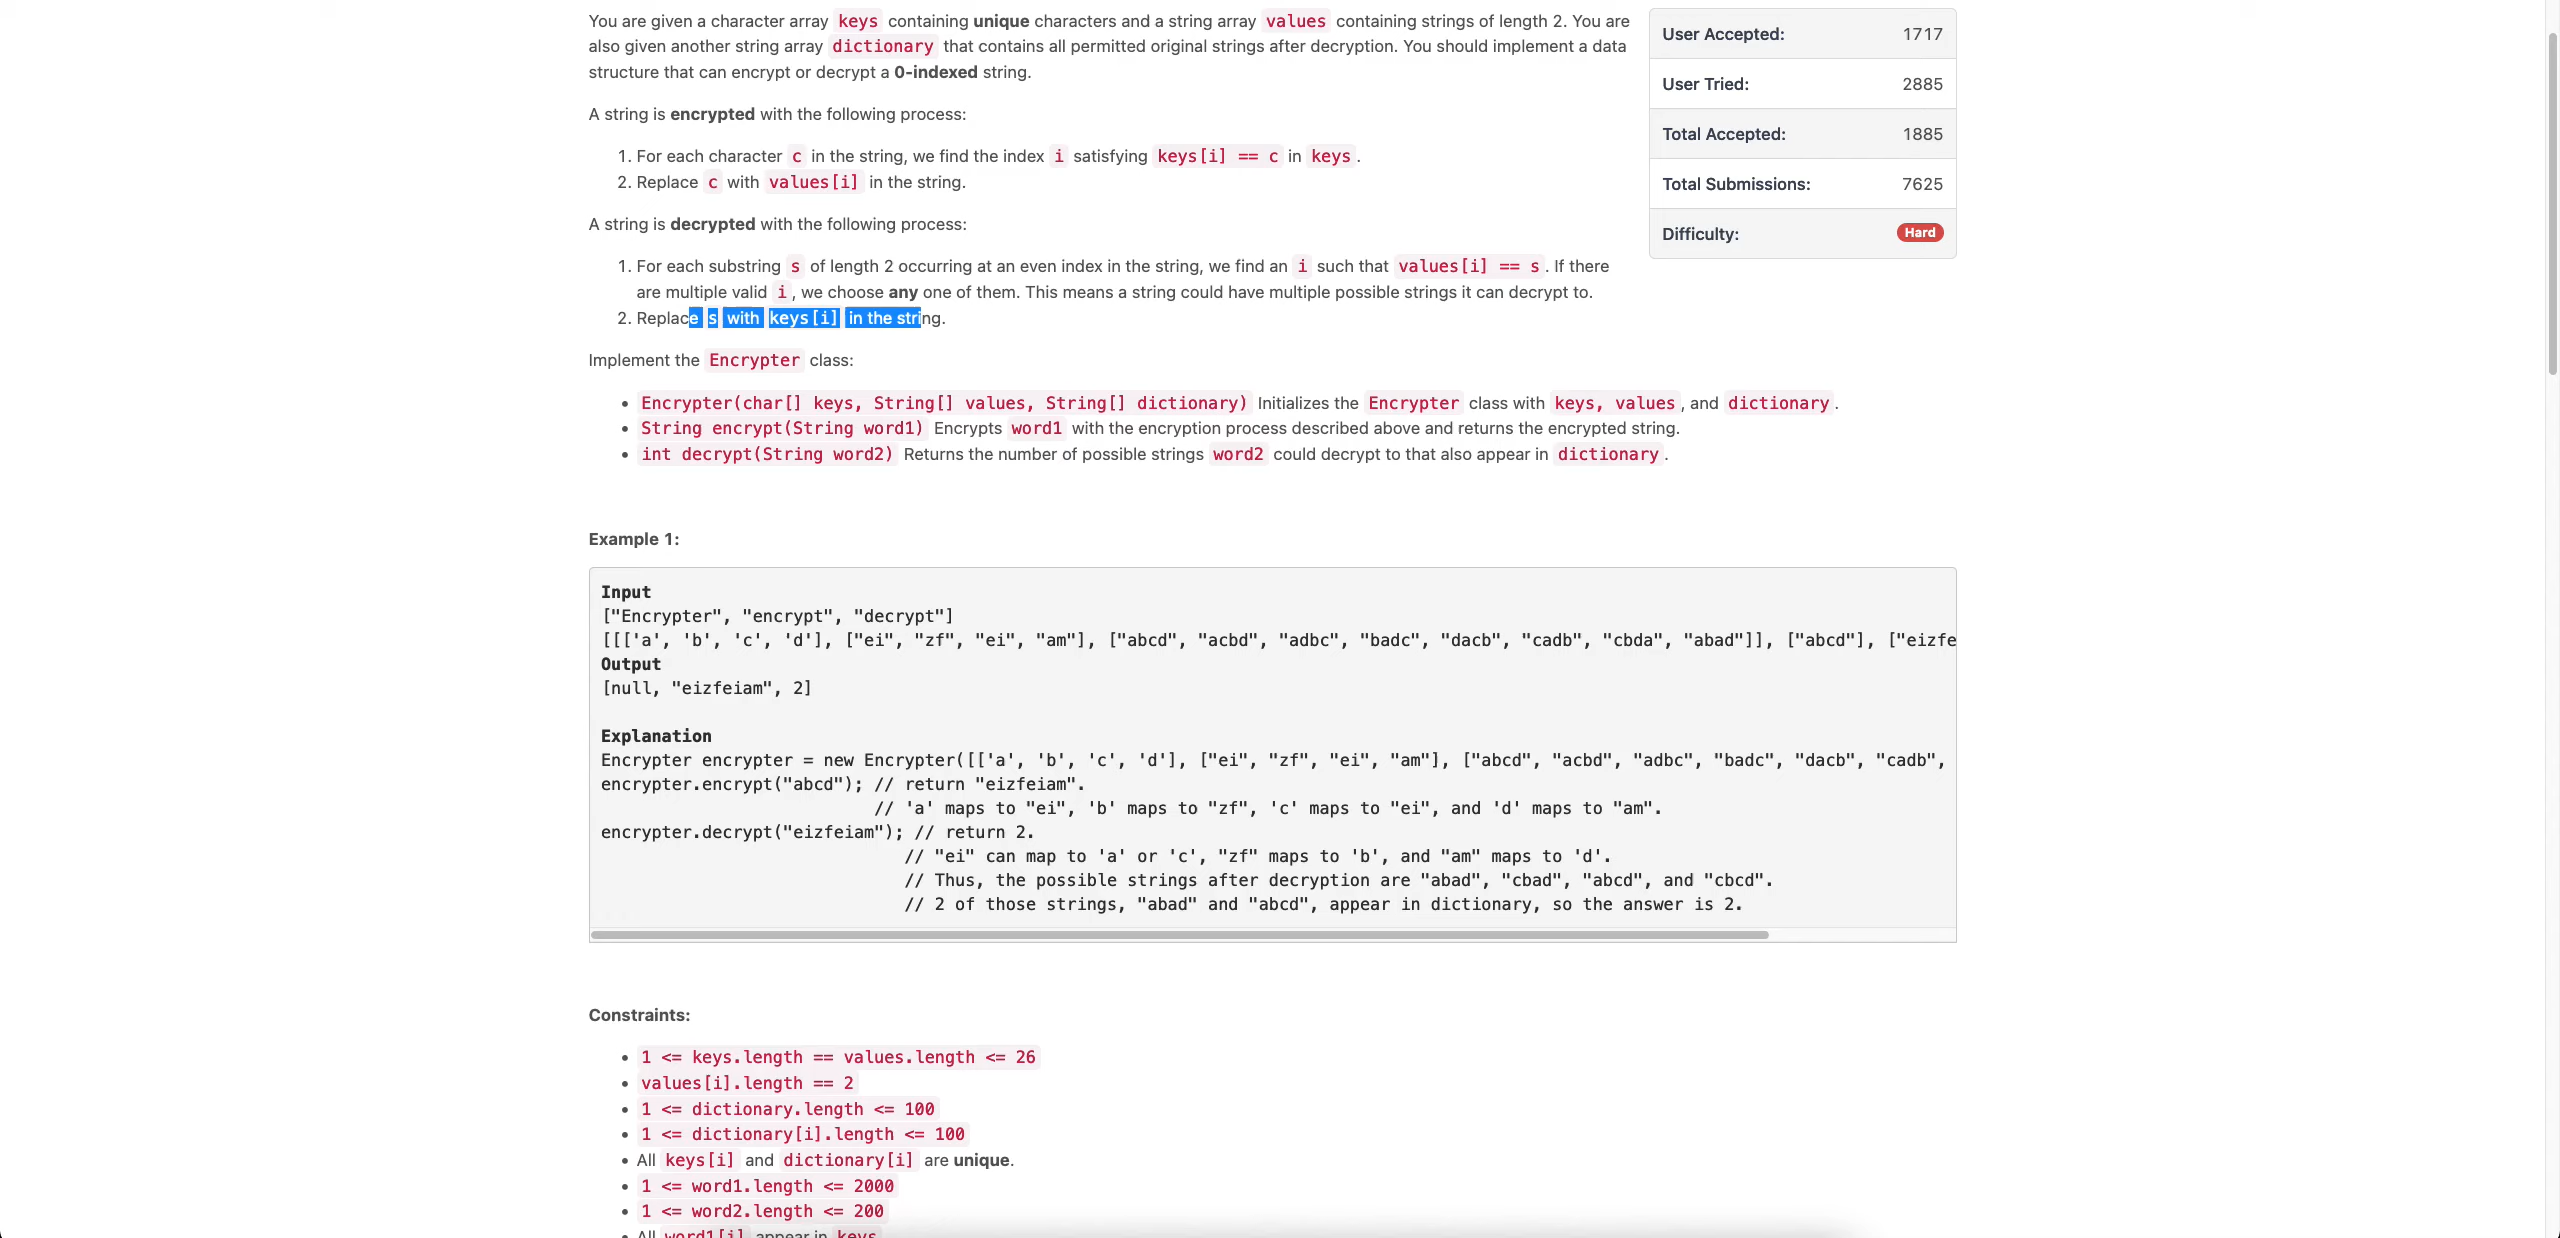 You are given a character array keys containing unique characters and a string array values containing strings of length 2. You are
also given another string array dictionary that contains all permitted original strings after decryption. You should implement a data
structure that can encrypt or decrypt a 0-indexed string.
A string is encrypted with the following process:
1. For each character c in the string, we find the index i satisfying keys[i] == c in keys.
2. Replace c with values[i] in the string.
A string is decrypted with the following process:
1. For each substring s of length 2 occurring at an even index in the string, we find an i such that values[i] == s. If there
are multiple valid i, we choose any one of them. This means a string could have multiple possible strings it can decrypt to.
2. Replace s with keys[i] in the string.
Implement the Encrypter class:
• Encrypter(char[] keys, String[] values, String[] dictionary) Initializes the Encrypter class with keys, values, and dictionary.
• String encrypt(String word1) Encrypts word1 with the encryption process described above and returns the encrypted string.
• int decrypt(String word2) Returns the number of possible strings word2 could decrypt to that also appear in dictionary.
User Accepted: 1717
User Tried: 2885
Total Accepted: 1885
Total Submissions: 7625
Difficulty: Hard
Example 1:
Input
["Encrypter", "encrypt", "decrypt"]
[[['a', 'b', 'c', 'd'], ["ei", "zf", "ei", "am"], ["abcd", "acbd", "adbc", "badc", "dacb", "cadb", "cbda", "abad"]], ["abcd"], ["eizfe
Output
[null, "eizfeiam", 2]
Explanation
Encrypter encrypter = new Encrypter([['a', 'b', 'c', 'd'], ["ei", "zf", "ei", "am"], ["abcd", "acbd", "adbc", "badc", "dacb", "cadb",
encrypter.encrypt("abcd"); // return "eizfeiam".
// 'a' maps to "ei", 'b' maps to "zf", 'c' maps to "ei", and 'd' maps to "am".
encrypter.decrypt("eizfeiam"); // return 2.
// "ei" can map to 'a' or 'c', "zf" maps to 'b', and "am" maps to 'd'.
// Thus, the possible strings after decryption are "abad", "cbad", "abcd", and "cbcd".
// 2 of those strings, "abad" and "abcd", appear in dictionary, so the answer is 2.
Constraints:
• 1 <= keys.length == values.length <= 26
• values[i].length == 2
• 1 <= dictionary.length <= 100
• 1 <= dictionary[i].length <= 100
• All keys[i] and dictionary[i] are unique.
• 1 <= word1.length <= 2000
• 1 <= word2.length <= 200
• All word1[i] appear in keys